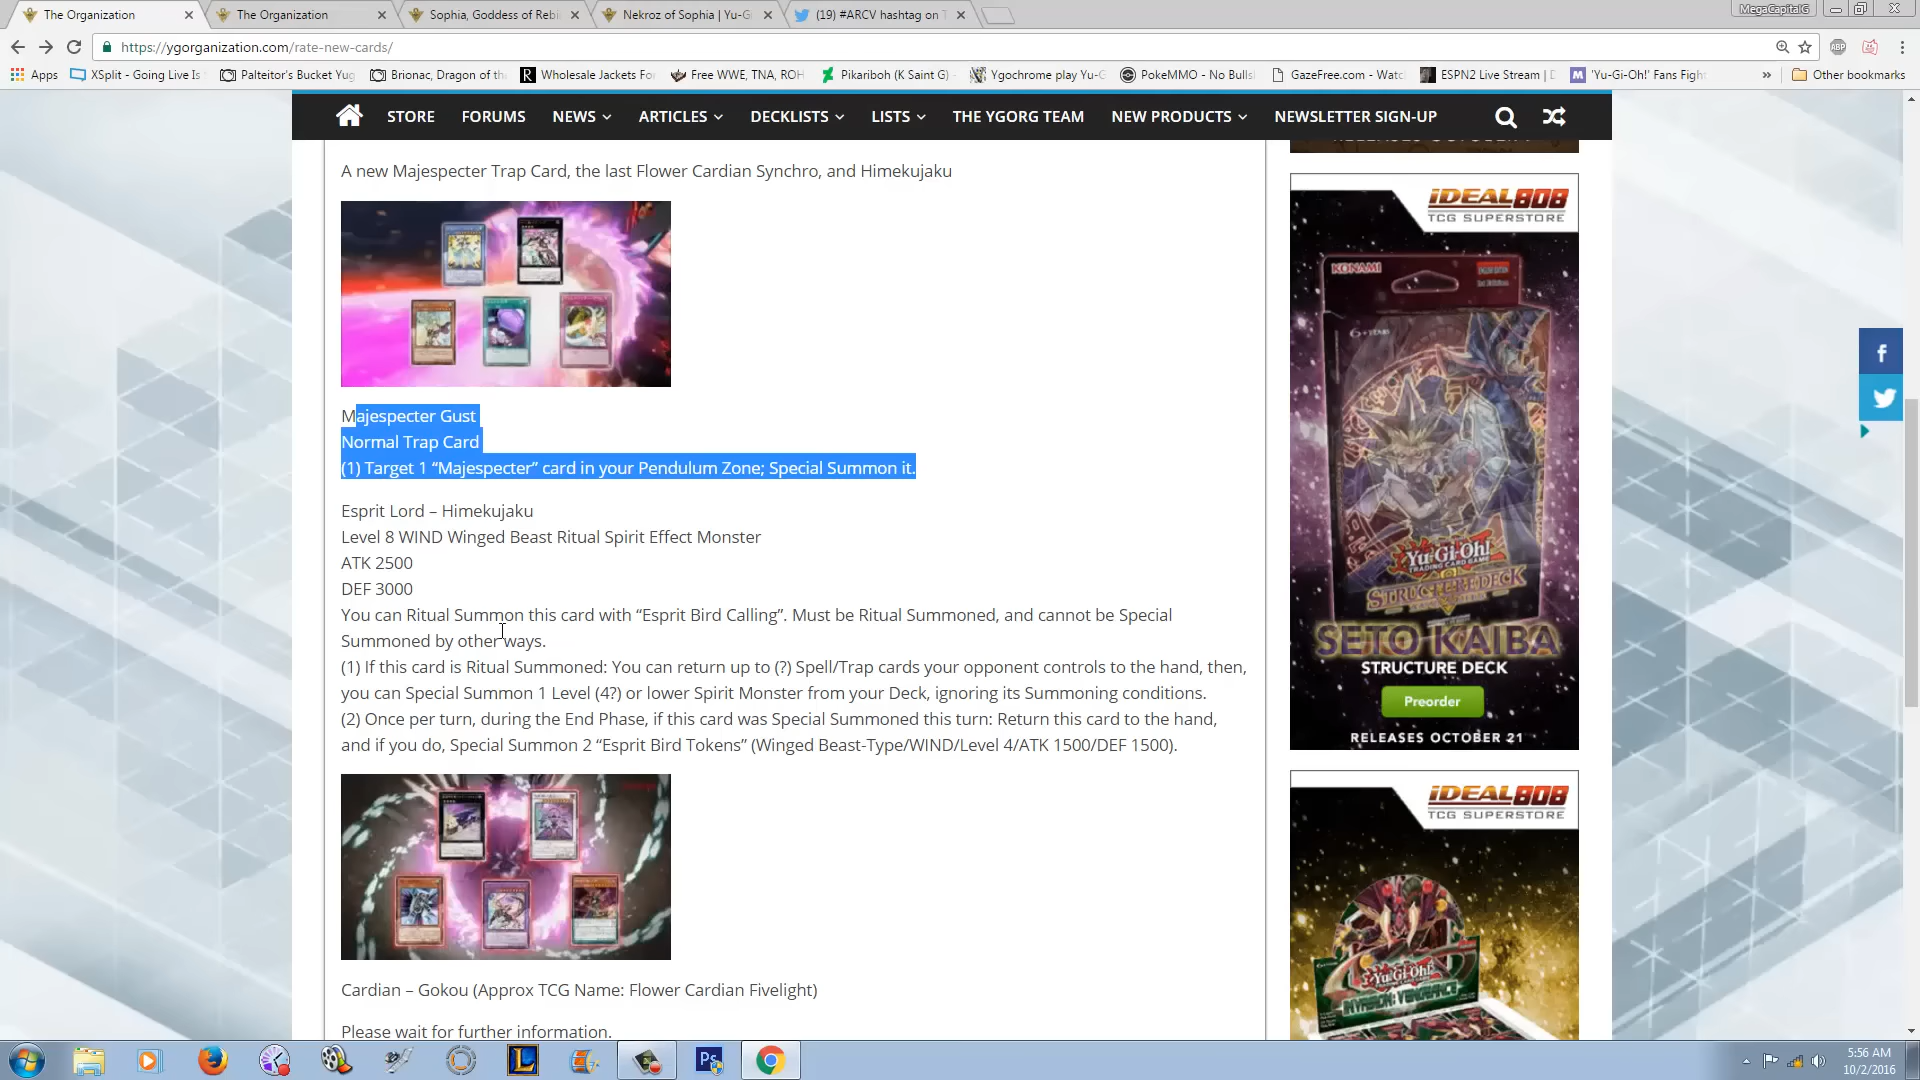 The Organization
The Organization
Sophia, Goddess of Rebi
Nekroz of Sophia | Yu-G
(19) #ARCV hashtag on T
MegaCapitalG
https://ygorganization.com/rate-new-cards/
ABP
Apps
XSplit - Going Live Is
Palteitor's Bucket Yug
Brionac, Dragon of the
Wholesale Jackets Fo
Free WWE, TNA, ROH
Pikariboh (K Saint G)
Ygochrome play Yu-G
PokeMMO - No Bulls
GazeFree.com - Watc
ESPN2 Live Stream | D
'Yu-Gi-Oh!' Fans Figh
»
Other bookmarks
STORE
FORUMS
NEWS
ARTICLES
DECKLISTS
LISTS
THE YGORG TEAM
NEW PRODUCTS
NEWSLETTER SIGN-UP
A new Majespecter Trap Card, the last Flower Cardian Synchro, and Himekujaku
Majespecter Gust
Normal Trap Card
(1) Target 1 “Majespecter” card in your Pendulum Zone; Special Summon it.
Esprit Lord – Himekujaku
Level 8 WIND Winged Beast Ritual Spirit Effect Monster
ATK 2500
DEF 3000
You can Ritual Summon this card with “Esprit Bird Calling”. Must be Ritual Summoned, and cannot be Special
Summoned by other ways.
(1) If this card is Ritual Summoned: You can return up to (?) Spell/Trap cards your opponent controls to the hand, then,
you can Special Summon 1 Level (4?) or lower Spirit Monster from your Deck, ignoring its Summoning conditions.
(2) Once per turn, during the End Phase, if this card was Special Summoned this turn: Return this card to the hand,
and if you do, Special Summon 2 “Esprit Bird Tokens” (Winged Beast-Type/WIND/Level 4/ATK 1500/DEF 1500).
Cardian – Gokou (Approx TCG Name: Flower Cardian Fivelight)
Please wait for further information.
iDEAL808
TCG SUPERSTORE
KONAMI
Yu-Gi-Oh!
TRADING CARD GAME
STRUCTURE DECK
SETO KAIBA
STRUCTURE DECK
Preorder
RELEASES OCTOBER 21
iDEAL808
TCG SUPERSTORE
Yu-Gi-Oh!
INVASION: VENGEANCE
f
Ps
L
5:56 AM
10/2/2016